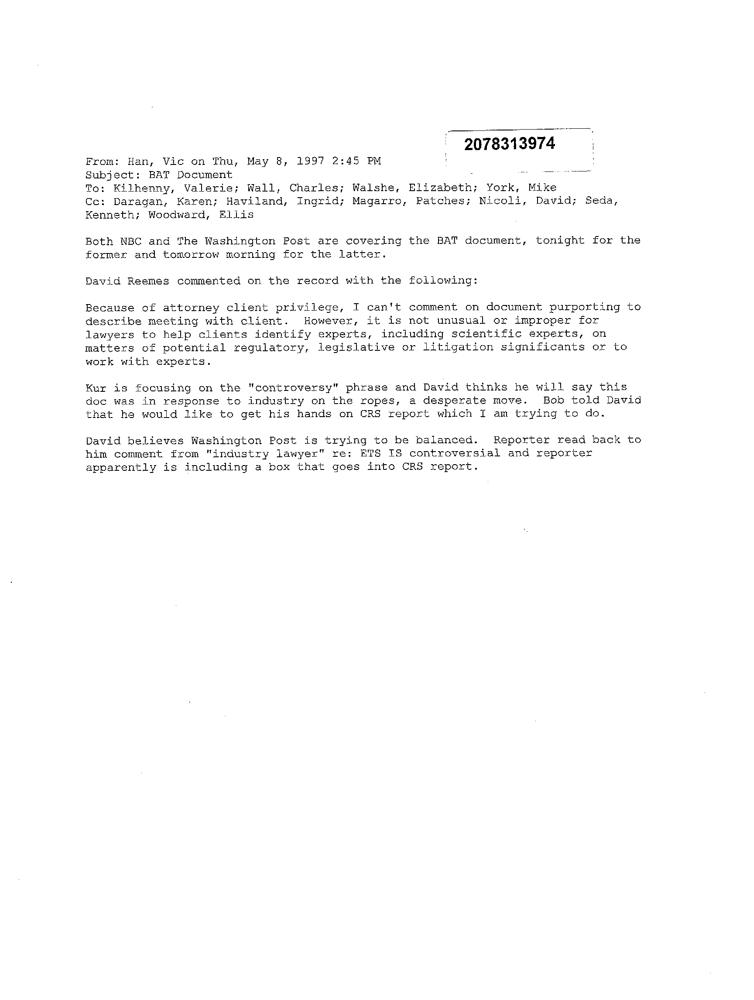 2078313974
From: Han, Vic on Thu, May 8, 1997 2:45 PM
Subject: BAT Document
To: Kilhenny, Valerie; Wall, Charles; Walshe, Elizabeth; York, Mike
Cc: Daragan, Karen; Haviland, Ingrid; Magarro, Patches; Nicoli, David; Seda,
Kenneth; Woodward, Ellis
Both NBC and The Washington Post are covering the BAT document, tonight for the
former and tomorrow morning for the latter.
David Reemes commented on the record with the following:
Because of attorney client privilege, I can't comment on document purporting to
describe meeting with client.  However, it is not unusual or improper for
lawyers to help clients identify experts, including scientific experts, on
matters of potential regulatory, legislative or litigation significants or to
work with experts.
Kur is focusing on the "controversy" phrase and David thinks he will say this
doc was in response to industry on the ropes, a desperate move.  Bob told David
that he would like to get his hands on CRS report which I am trying to do.
David believes Washington Post is trying to be balanced.  Reporter read back to
him comment from "industry lawyer" re: ETS IS controversial and reporter
apparently is including a box that goes into CRS report.